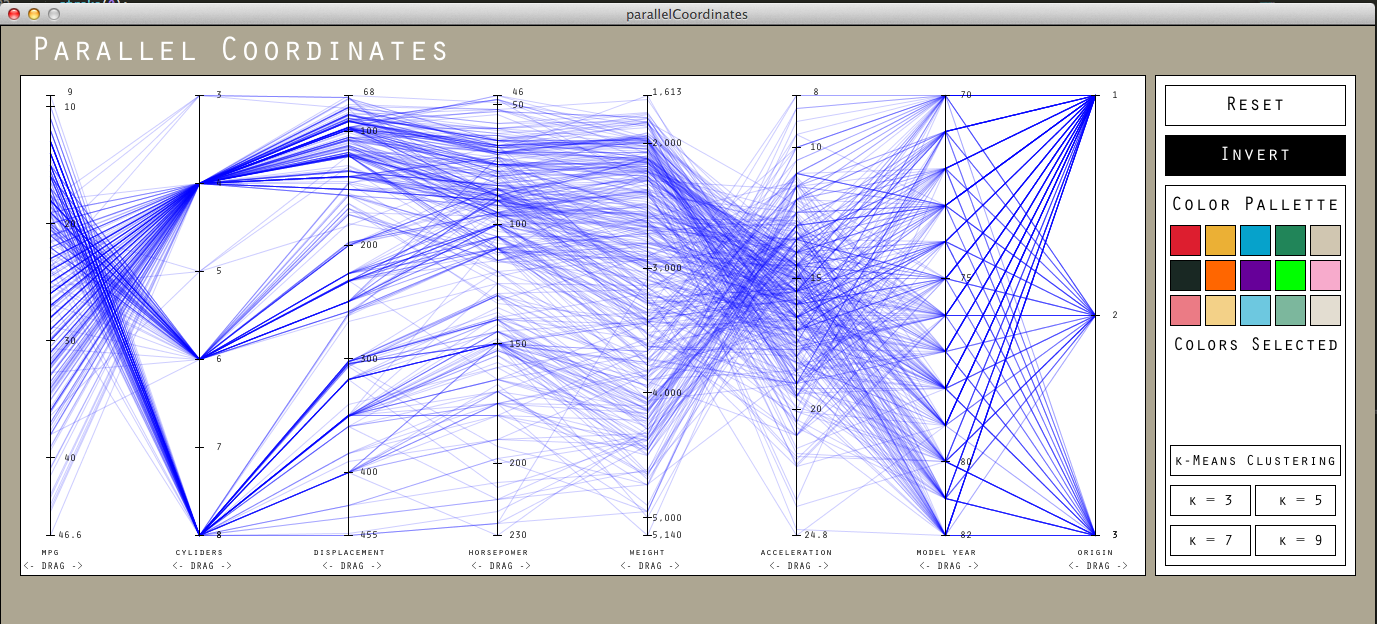 parallelCoordinates
Parallel Coordinates
9 3 68 46 1,613 8 70 1
10 100 50 2,000 10
20 200 100 3,000 15 75 2
5
30 6 300 150 4,000 20
7
40 400 200 5,000 80
46.6 8 455 230 5,140 24.8 82 3
MPG CYLIDERS DISPLACEMENT HORSEPOWER WEIGHT ACCELERATION MODEL YEAR ORIGIN
<- DRAG -> <- DRAG -> <- DRAG -> <- DRAG -> <- DRAG -> <- DRAG -> <- DRAG -> <- DRAG ->
Reset
Invert
Color Pallette
Colors Selected
K-Means Clustering
K = 3 K = 5
K = 7 K = 9